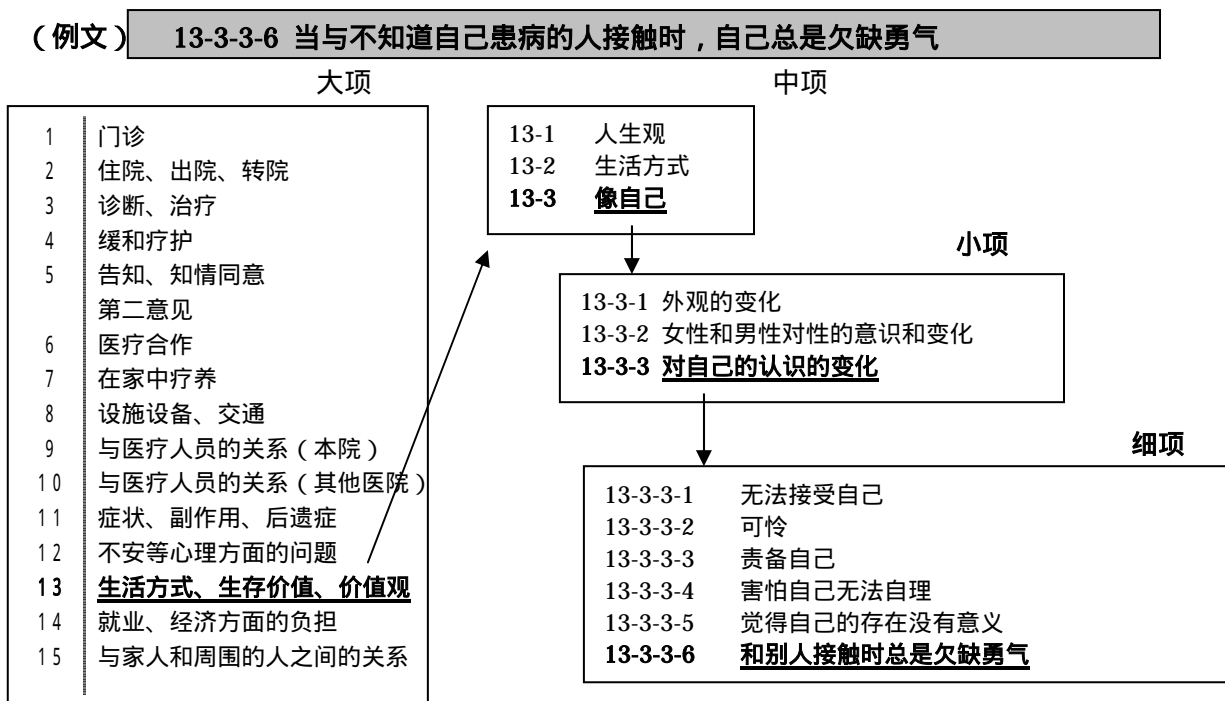 （例文） 13-3-3-6 当与不知道自己患病的人接触时，自己总是欠缺勇气
大项
1 门诊
2 住院、出院、转院
3 诊断、治疗
4 缓和疗护
5 告知、知情同意
第二意见
6 医疗合作
7 在家中疗养
8 设施设备、交通
9 与医疗人员的关系（本院）
10 与医疗人员的关系（其他医院）
11 症状、副作用、后遗症
12 不安等心理方面的问题
13 生活方式、生存价值、价值观
14 就业、经济方面的负担
15 与家人和周围的人之间的关系
中项
13-1 人生观
13-2 生活方式
13-3 像自己
小项
13-3-1 外观的变化
13-3-2 女性和男性对性的意识和变化
13-3-3 对自己的认识的变化
细项
13-3-3-1 无法接受自己
13-3-3-2 可怜
13-3-3-3 责备自己
13-3-3-4 害怕自己无法自理
13-3-3-5 觉得自己的存在没有意义
13-3-3-6 和别人接触时总是欠缺勇气